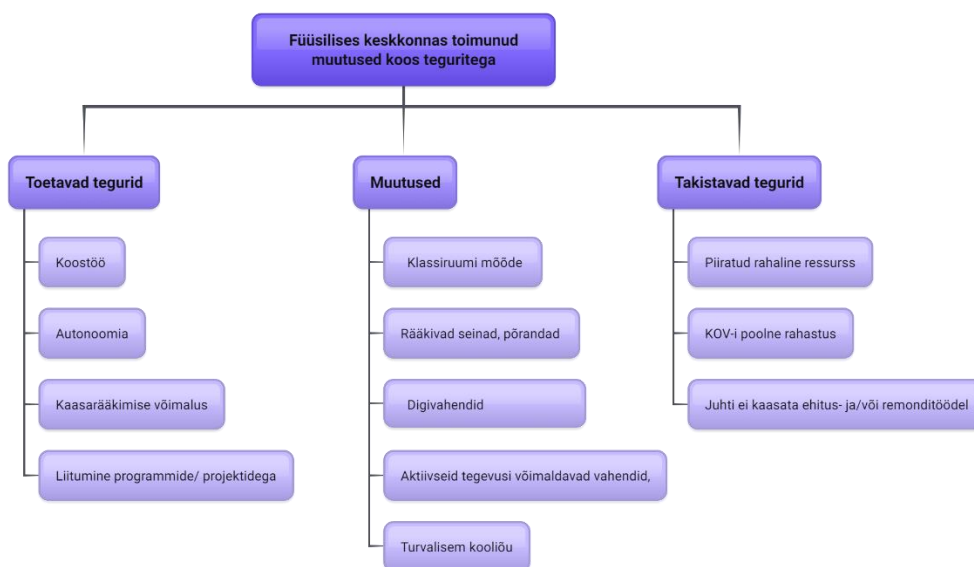 Füüsilises keskkonnas toimunud
muutused koos teguritega
Toetavad tegurid
Koostöö
Autonoomia
Kaasarääkimise võimalus
Liitumine programmide/ projektidega
Muutused
Klassiruumi mõõde
Rääkivad seinad, põrandad
Digivahendid
Aktiivseid tegevusi võimaldavad vahendid,
Turvalisem kooliõu
Takistavad tegurid
Piiratud rahaline ressurss
KOV-i poolne rahastus
Juhti ei kaasata ehitus- ja/või remonditöödel